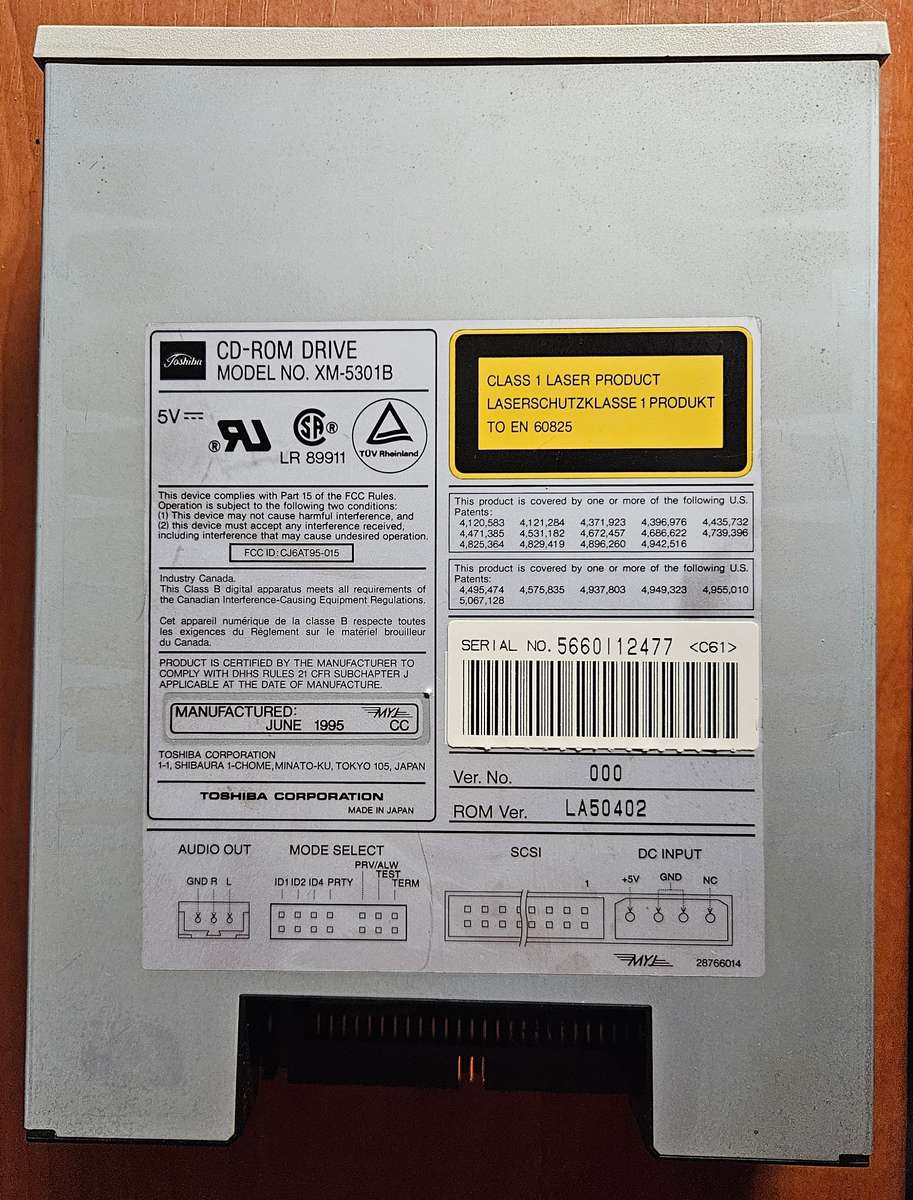 Toshiba
CD-ROM DRIVE
MODEL NO. XM-5301B
5V
® RU
SA ®
LR 89911
TÜV Rheinland
This device complies with Part 15 of the FCC Rules.
Operation is subject to the following two conditions:
(1) This device may not cause harmful interference, and
(2) this device must accept any interference received,
including interference that may cause undesired operation.
FCC ID: CJ6AT95-015
Industry Canada.
This Class B digital apparatus meets all requirements of
the Canadian Interference-Causing Equipment Regulations.
Cet appareil numérique de la classe B respecte toutes
les exigences du Règlement sur le matériel brouilleur
du Canada.
PRODUCT IS CERTIFIED BY THE MANUFACTURER TO
COMPLY WITH DHHS RULES 21 CFR SUBCHAPTER J
APPLICABLE AT THE DATE OF MANUFACTURE.
MANUFACTURED: MYL
JUNE 1995 CC
TOSHIBA CORPORATION
1-1, SHIBAURA 1-CHOME, MINATO-KU, TOKYO 105, JAPAN
TOSHIBA CORPORATION
MADE IN JAPAN
CLASS 1 LASER PRODUCT
LASERSCHUTZKLASSE 1 PRODUKT
TO EN 60825
This product is covered by one or more of the following U.S.
Patents:
4,120,583 4,121,284 4,371,923 4,396,976 4,435,732
4,471,385 4,531,182 4,672,457 4,686,622 4,739,396
4,825,364 4,829,419 4,896,260 4,942,516
This product is covered by one or more of the following U.S.
Patents:
4,495,474 4,575,835 4,937,803 4,949,323 4,955,010
5,067,128
SERIAL NO. 5660112477 <C61>
Ver. No. 000
ROM Ver. LA50402
AUDIO OUT
GND R L
MODE SELECT
PRV/ALW
TEST
ID1 ID2 ID4 PRTY TERM
SCSI
1
DC INPUT
+5V GND NC
MYL 28766014